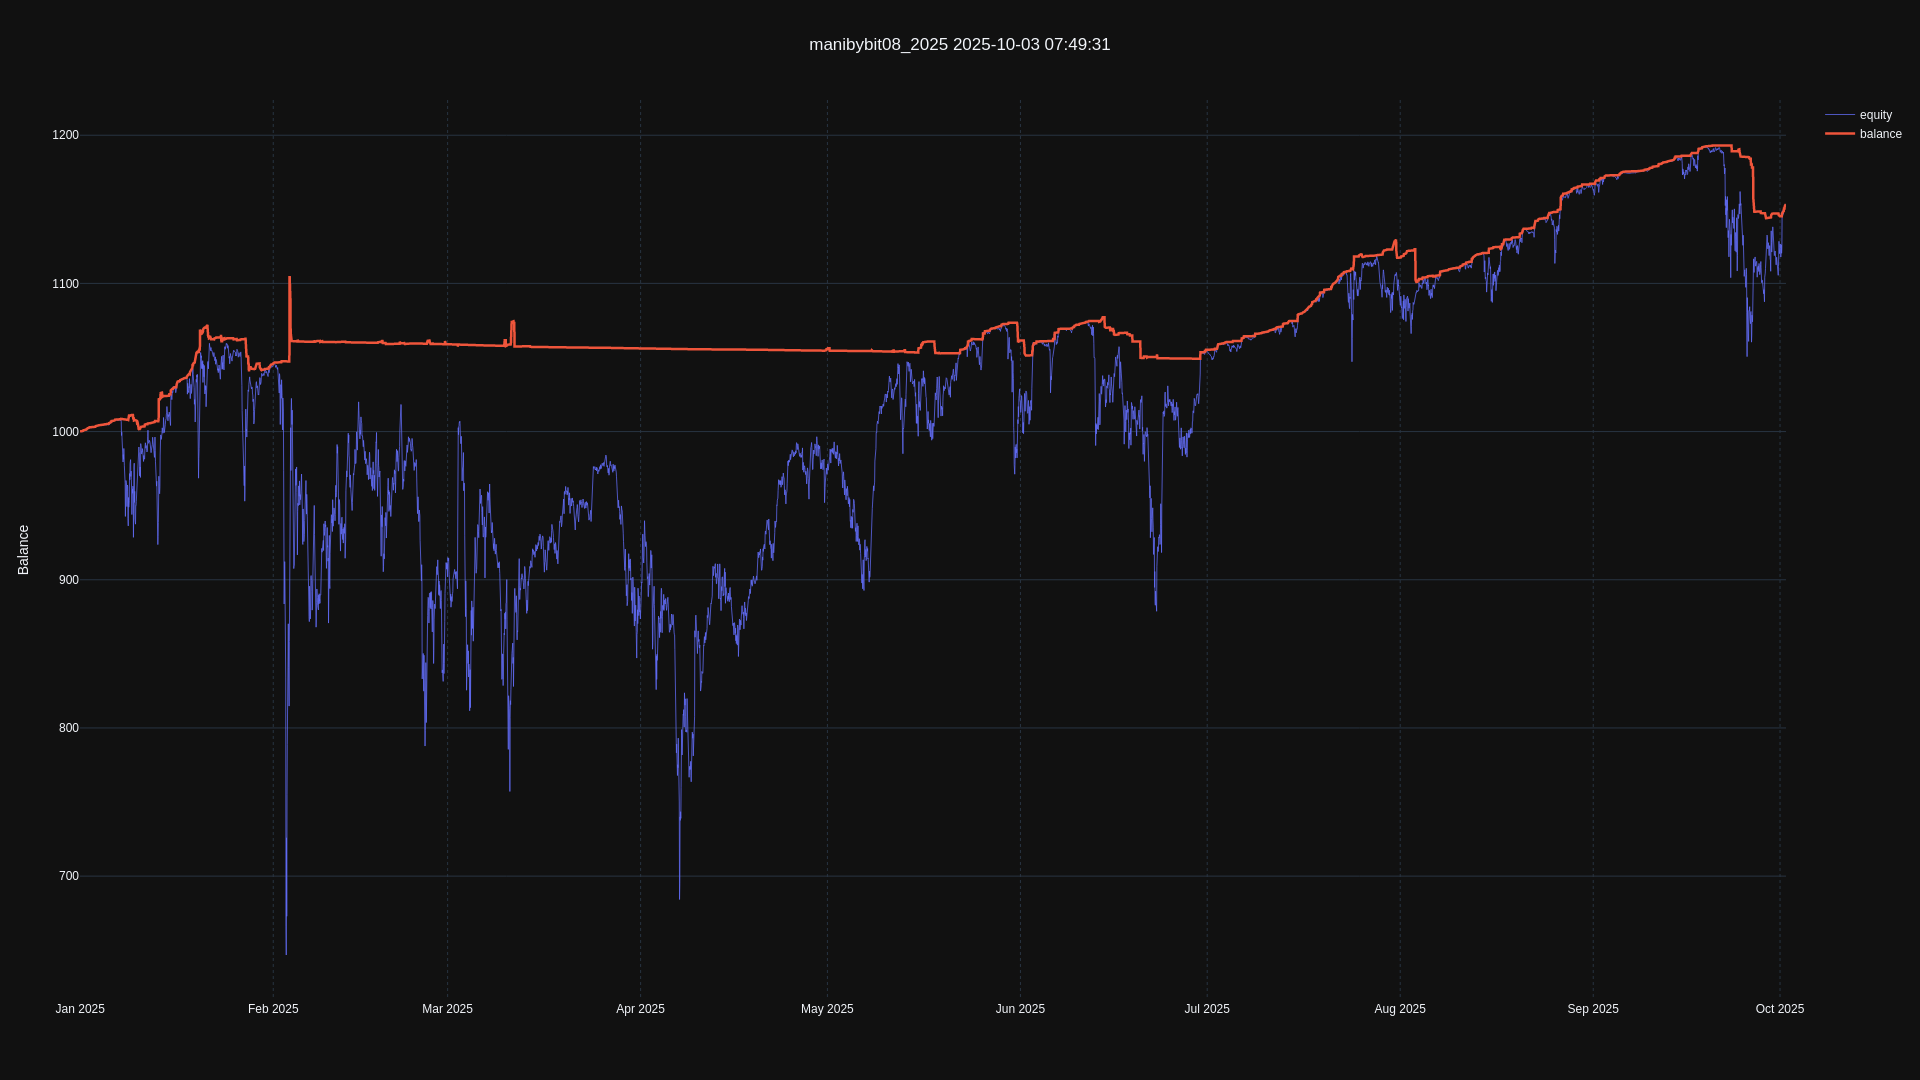 manibybit08_2025 2025-10-03 07:49:31
equity
balance
1200
1100
1000
900
800
700
Balance
Jan 2025
Feb 2025
Mar 2025
Apr 2025
May 2025
Jun 2025
Jul 2025
Aug 2025
Sep 2025
Oct 2025